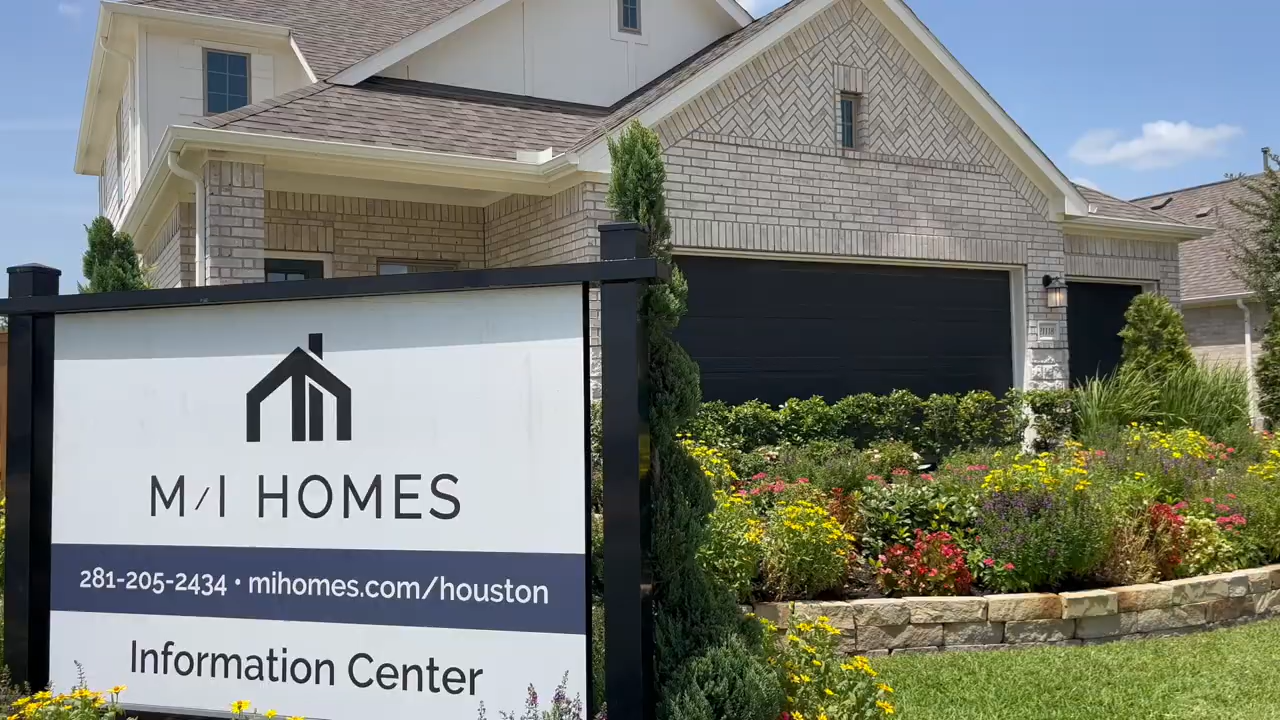 M/I HOMES
281-205-2434 • mihomes.com/houston
Information Center